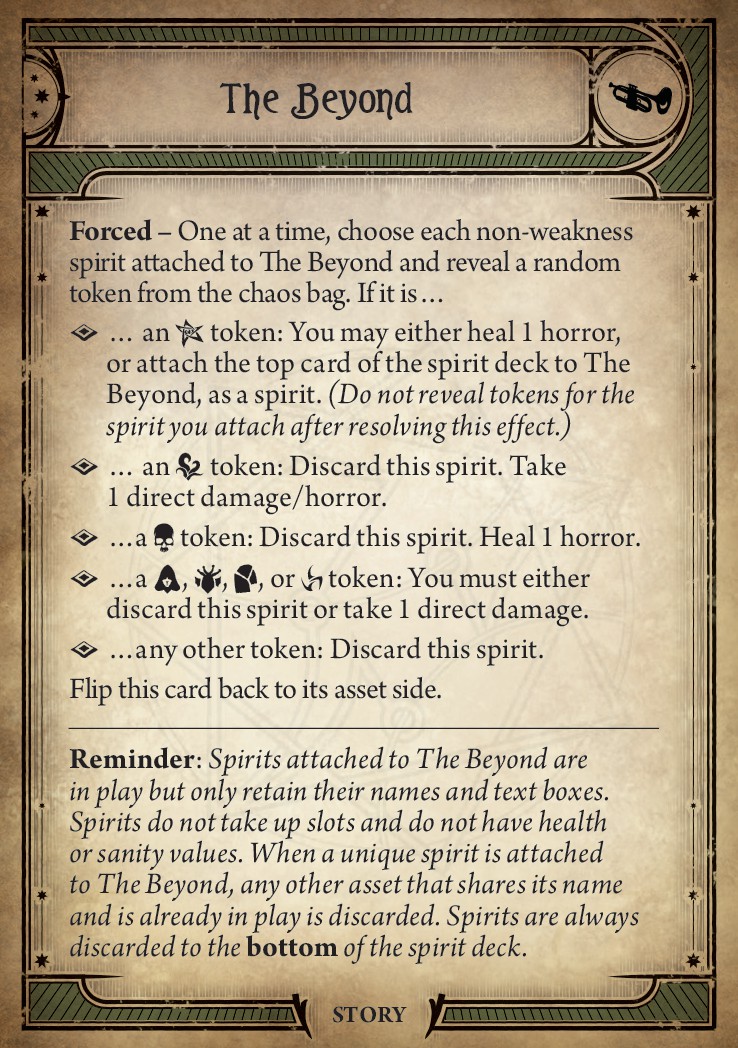 The Beyond
Forced – One at a time, choose each non-weakness
spirit attached to The Beyond and reveal a random
token from the chaos bag. If it is…
… an token: You may either heal 1 horror,
or attach the top card of the spirit deck to The
Beyond, as a spirit. (Do not reveal tokens for the
spirit you attach after resolving this effect.)
… an token: Discard this spirit. Take
1 direct damage/horror.
…a token: Discard this spirit. Heal 1 horror.
…a , , , or token: You must either
discard this spirit or take 1 direct damage.
…any other token: Discard this spirit.
Flip this card back to its asset side.
Reminder: Spirits attached to The Beyond are
in play but only retain their names and text boxes.
Spirits do not take up slots and do not have health
or sanity values. When a unique spirit is attached
to The Beyond, any other asset that shares its name
and is already in play is discarded. Spirits are always
discarded to the bottom of the spirit deck.
STORY